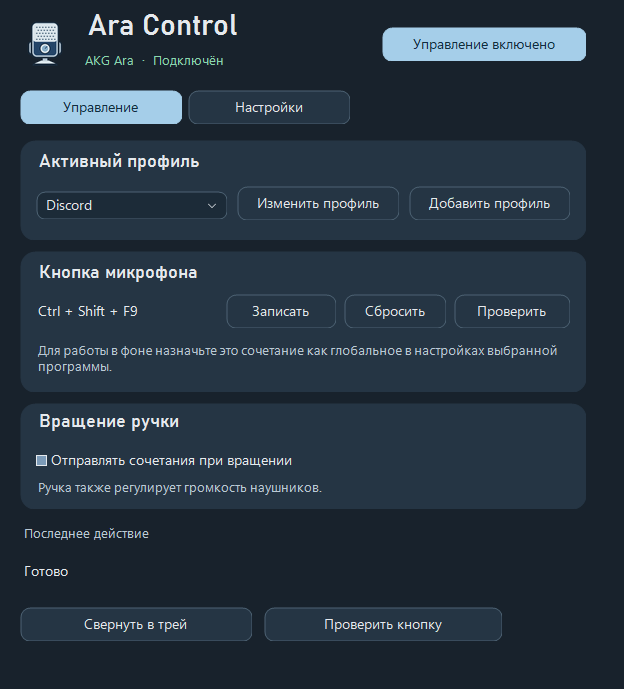 Ara Control
AKG Ara · Подключён
Управление включено
Управление
Настройки
Активный профиль
Discord
Изменить профиль
Добавить профиль
Кнопка микрофона
Ctrl + Shift + F9
Записать
Сбросить
Проверить
Для работы в фоне назначьте это сочетание как глобальное в настройках выбранной
программы.
Вращение ручки
Отправлять сочетания при вращении
Ручка также регулирует громкость наушников.
Последнее действие
Готово
Свернуть в трей
Проверить кнопку